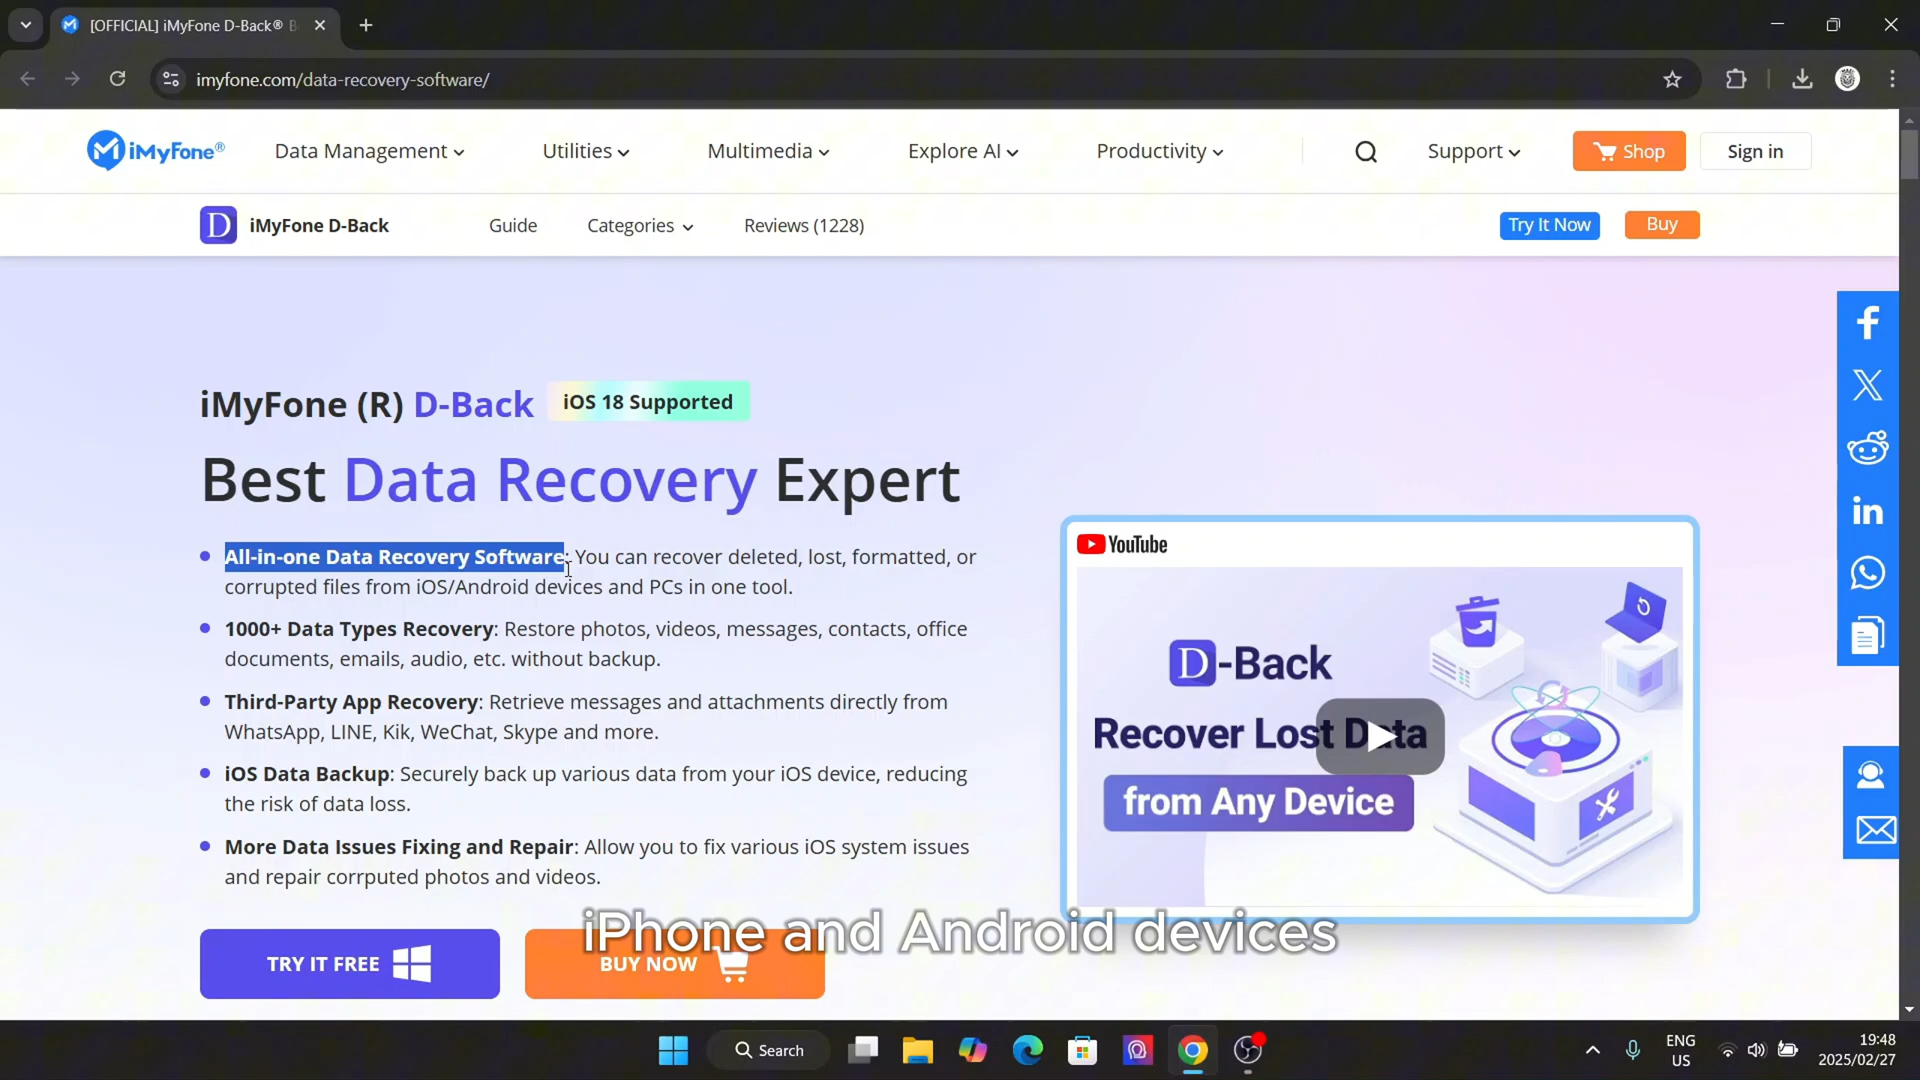 [OFFICIAL] iMyFone D-Back® B
imyfone.com/data-recovery-software/
iMyFone®
Data Management
Utilities
Multimedia
Explore AI
Productivity
Support
Shop
Sign in
D
iMyFone D-Back
Guide
Categories
Reviews (1228)
Try It Now
Buy
iMyFone (R) D-Back
iOS 18 Supported
Best Data Recovery Expert
All-in-one Data Recovery Software: You can recover deleted, lost, formatted, or
corrupted files from iOS/Android devices and PCs in one tool.
1000+ Data Types Recovery: Restore photos, videos, messages, contacts, office
documents, emails, audio, etc. without backup.
Third-Party App Recovery: Retrieve messages and attachments directly from
WhatsApp, LINE, Kik, WeChat, Skype and more.
iOS Data Backup: Securely back up various data from your iOS device, reducing
the risk of data loss.
More Data Issues Fixing and Repair: Allow you to fix various iOS system issues
and repair corrputed photos and videos.
YouTube
D-Back
Recover Lost Data
from Any Device
iPhone and Android devices
TRY IT FREE
BUY NOW
Search
ENG
US
19:48
2025/02/27